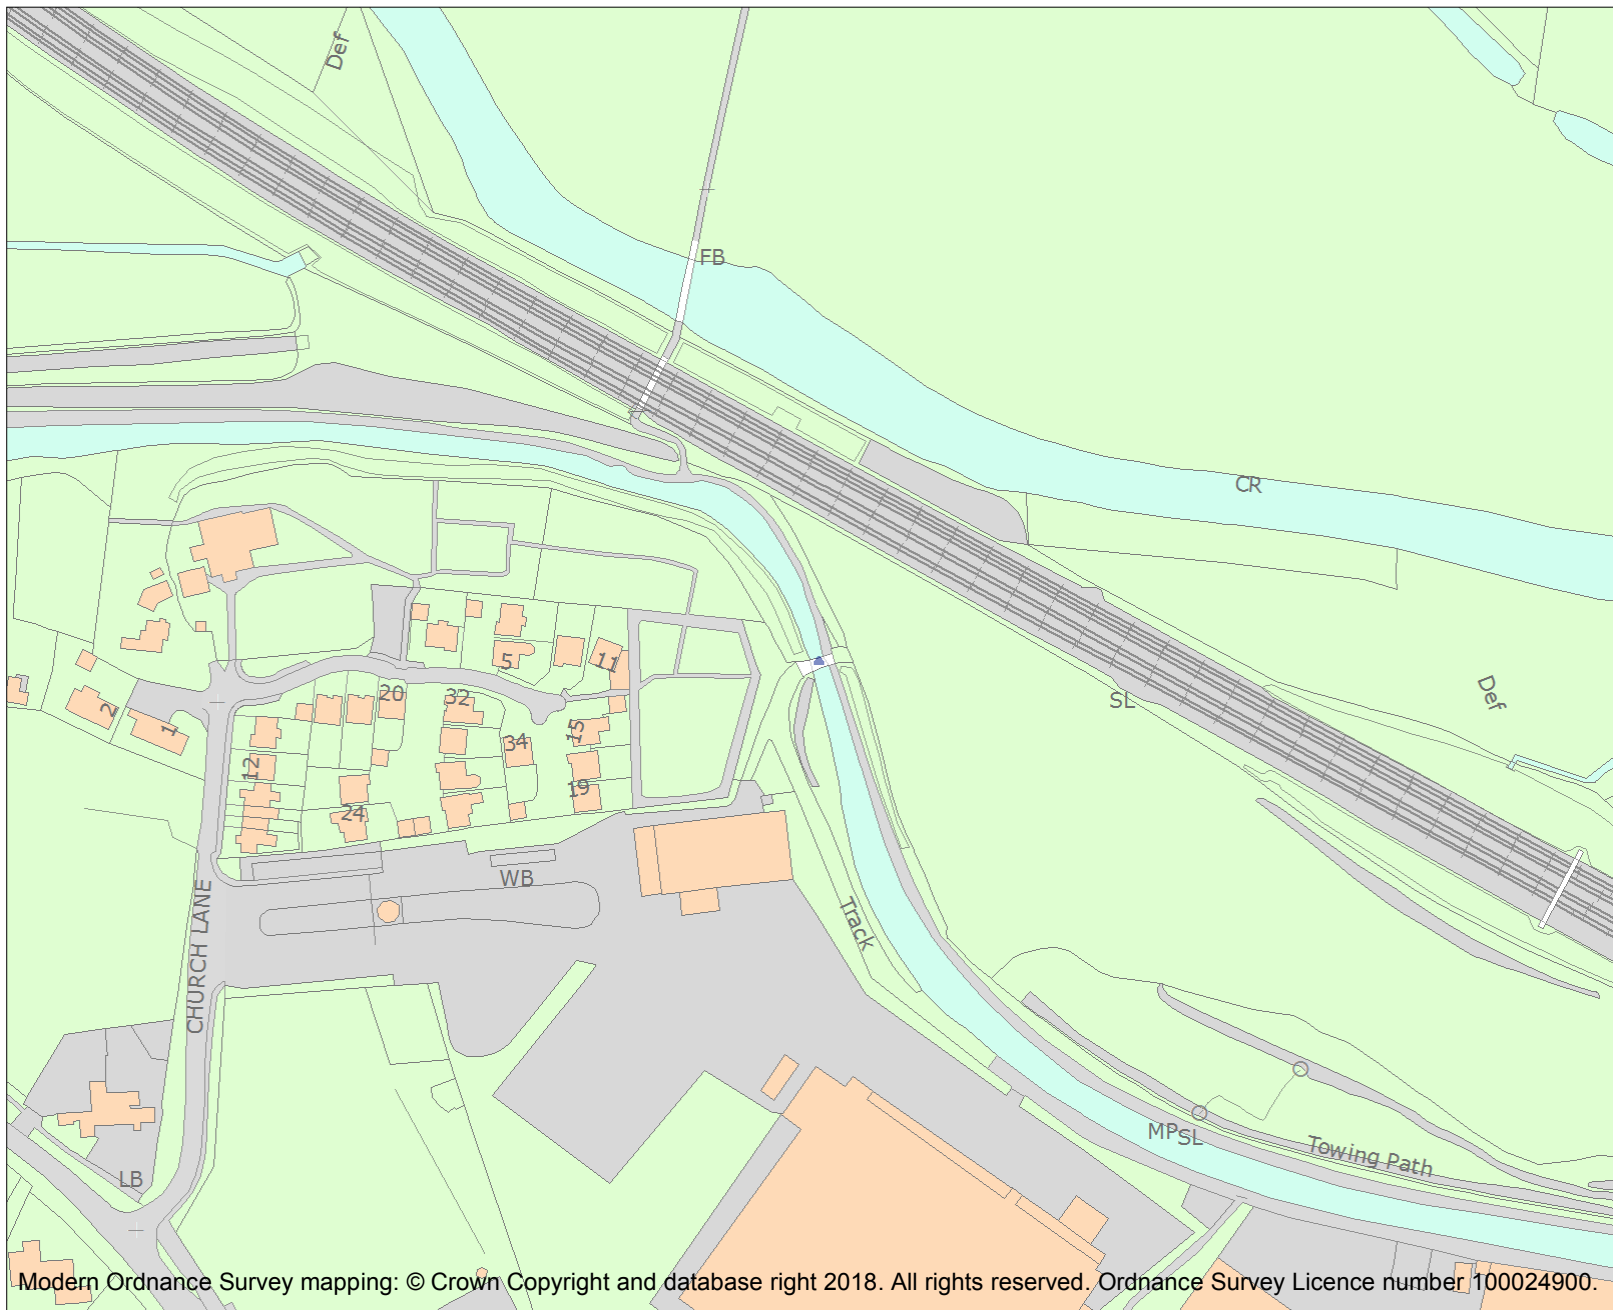 Def
FB
CR
5
11
20
32
2
SL
Def
1
15
34
12
19
24
WB
CHURCH LANE
Track
MP
SL
Towing Path
LB
Modern Ordnance Survey mapping: © Crown Copyright and database right 2018. All rights reserved. Ordnance Survey Licence number 100024900.